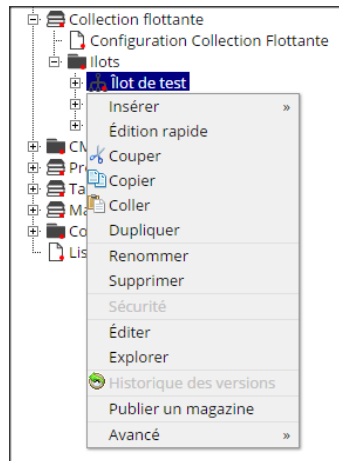 Collection flottante
Configuration Collection Flottante
Ilots
Îlot de test
Insérer »
Édition rapide
Couper
Copier
Coller
Dupliquer
Renommer
Supprimer
Sécurité
Éditer
Explorer
Historique des versions
Publier un magazine
Avancé »